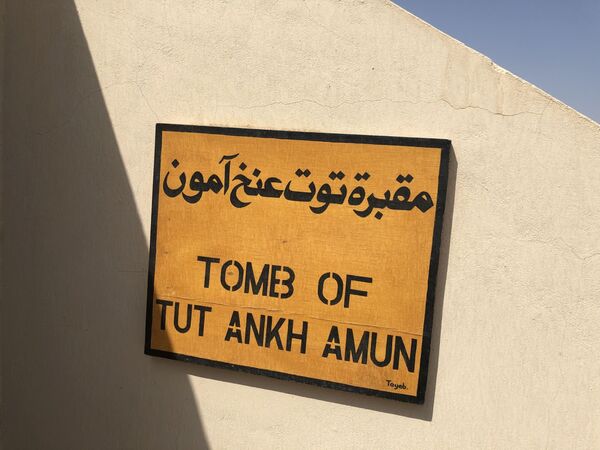 مقبرة توت عنخ آمون
TOMB OF
TUT ANKH AMUN
Tayeb.